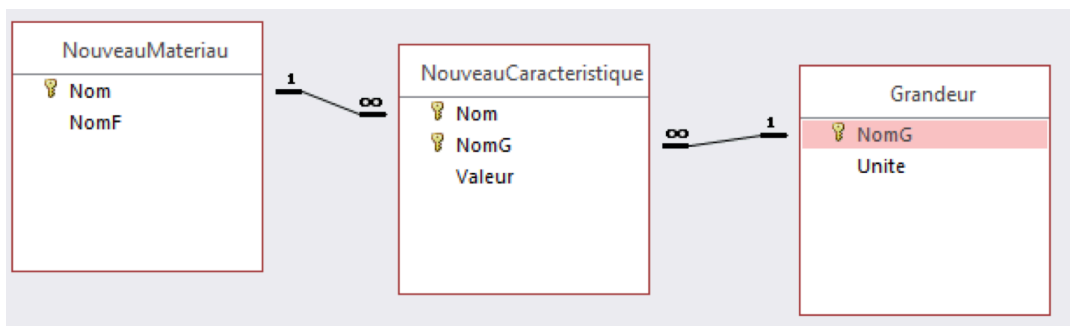 NouveauMateriau
Nom
NomF
1
∞
NouveauCaracteristique
Nom
NomG
Valeur
∞
1
Grandeur
NomG
Unite